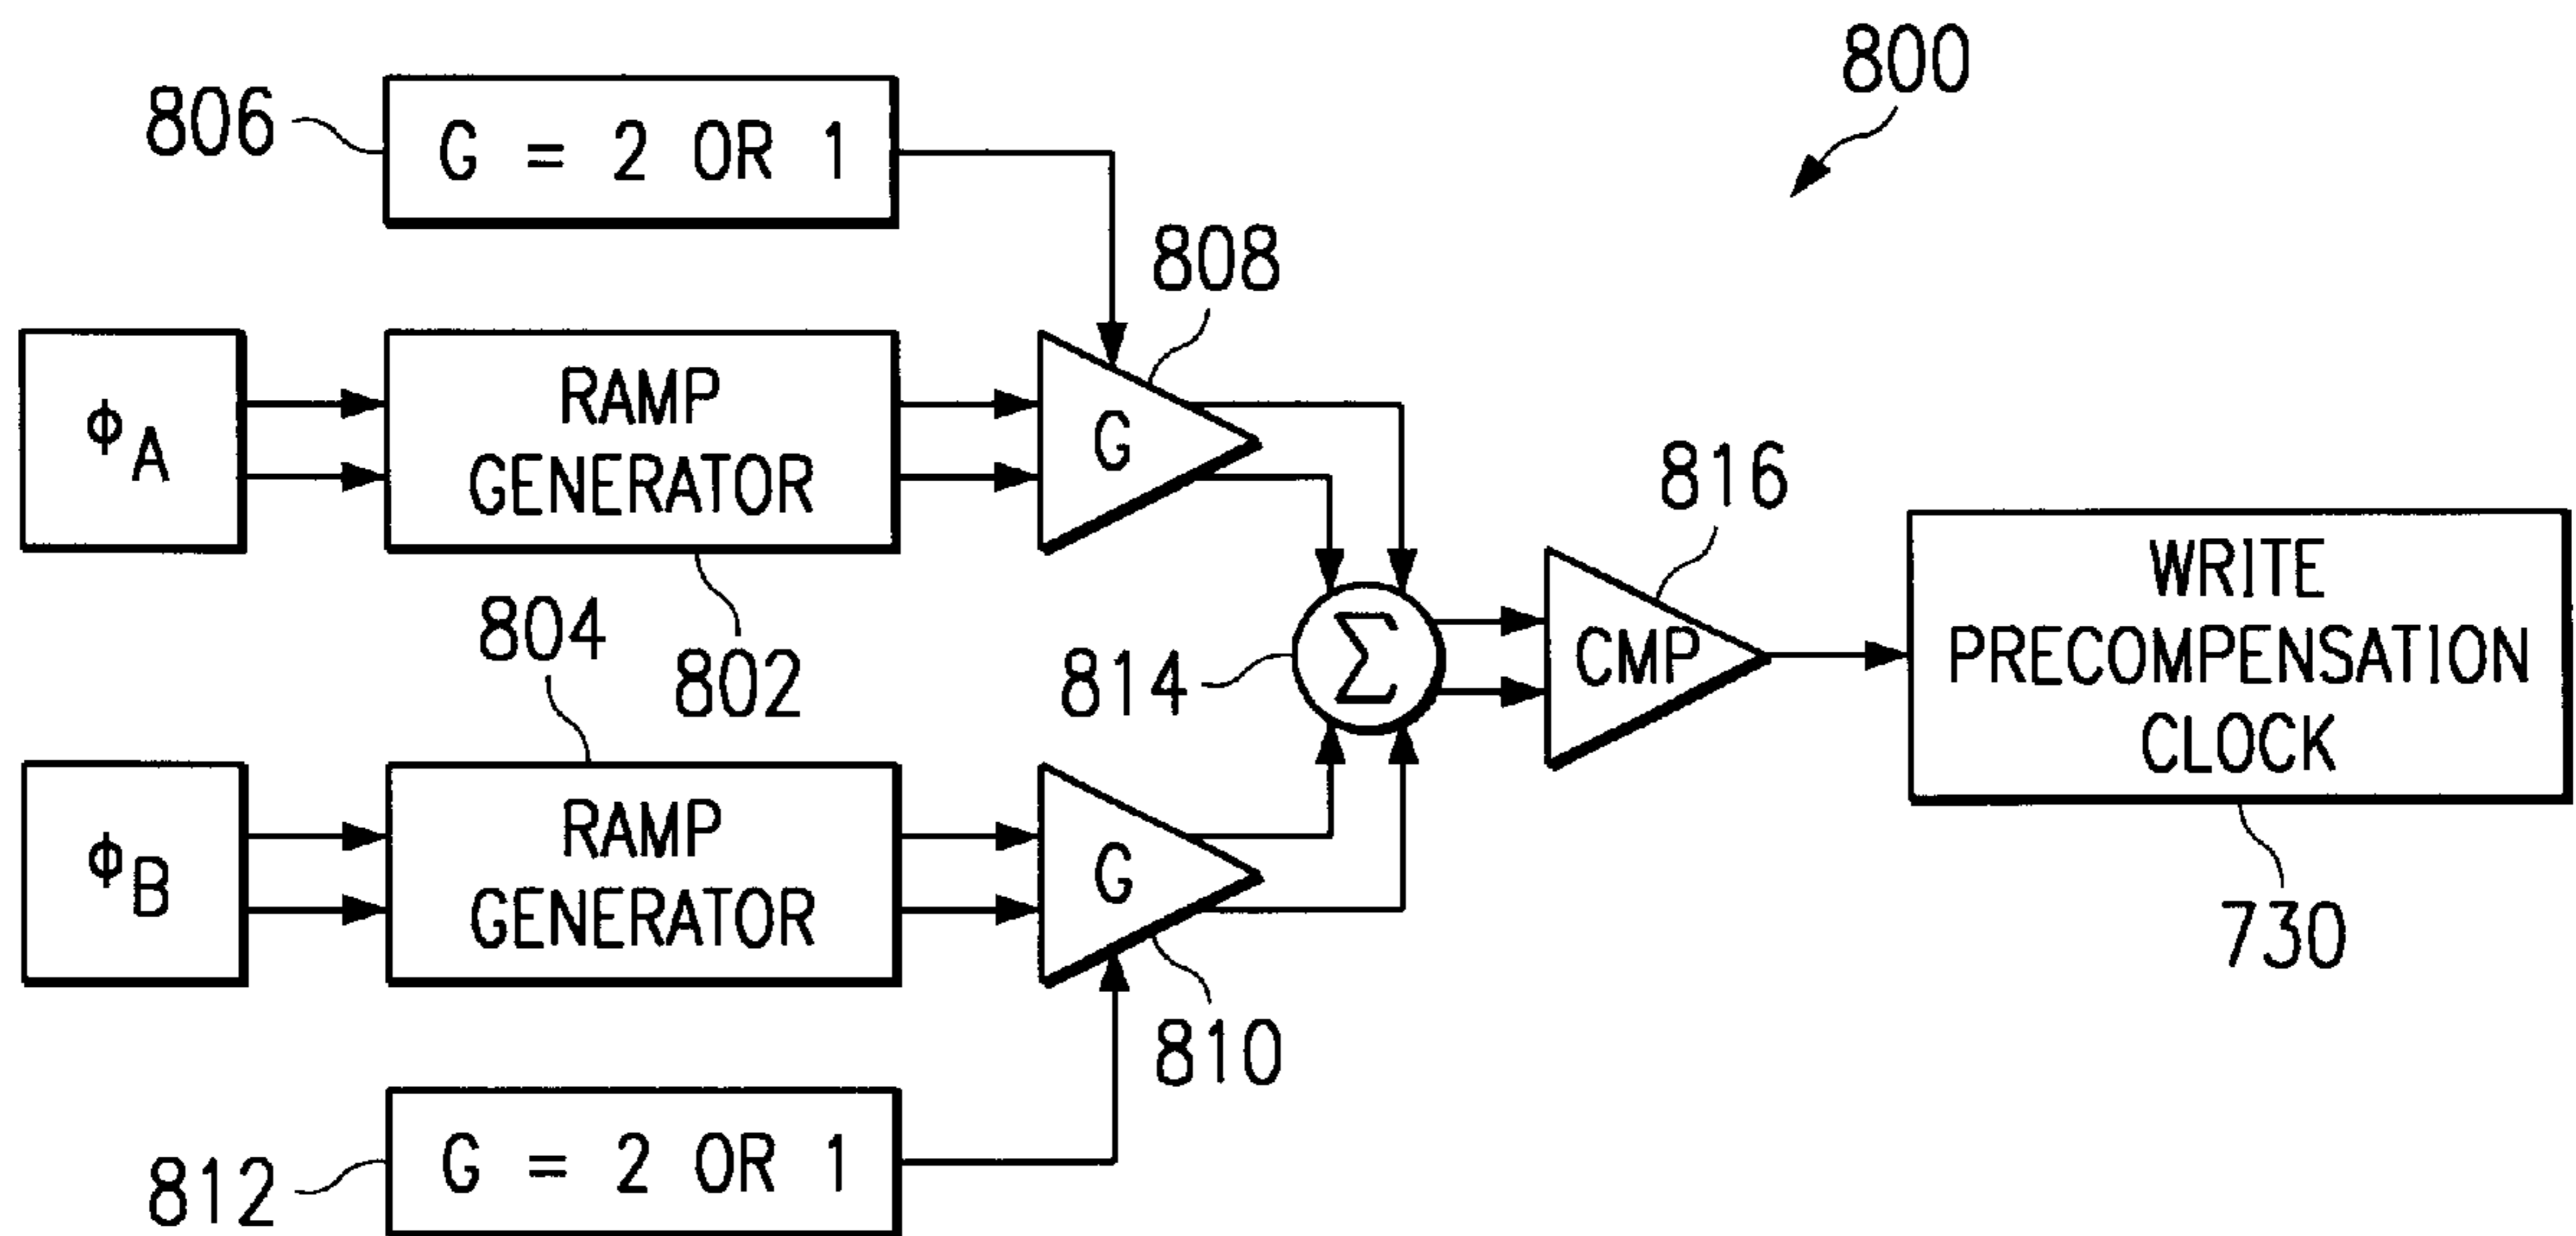 800
806
G = 2 OR 1
808
ΦA
RAMP
GENERATOR
G
816
804
802
814
Σ
CMP
WRITE
PRECOMPENSATION
CLOCK
ΦB
RAMP
GENERATOR
G
730
810
812
G = 2 OR 1